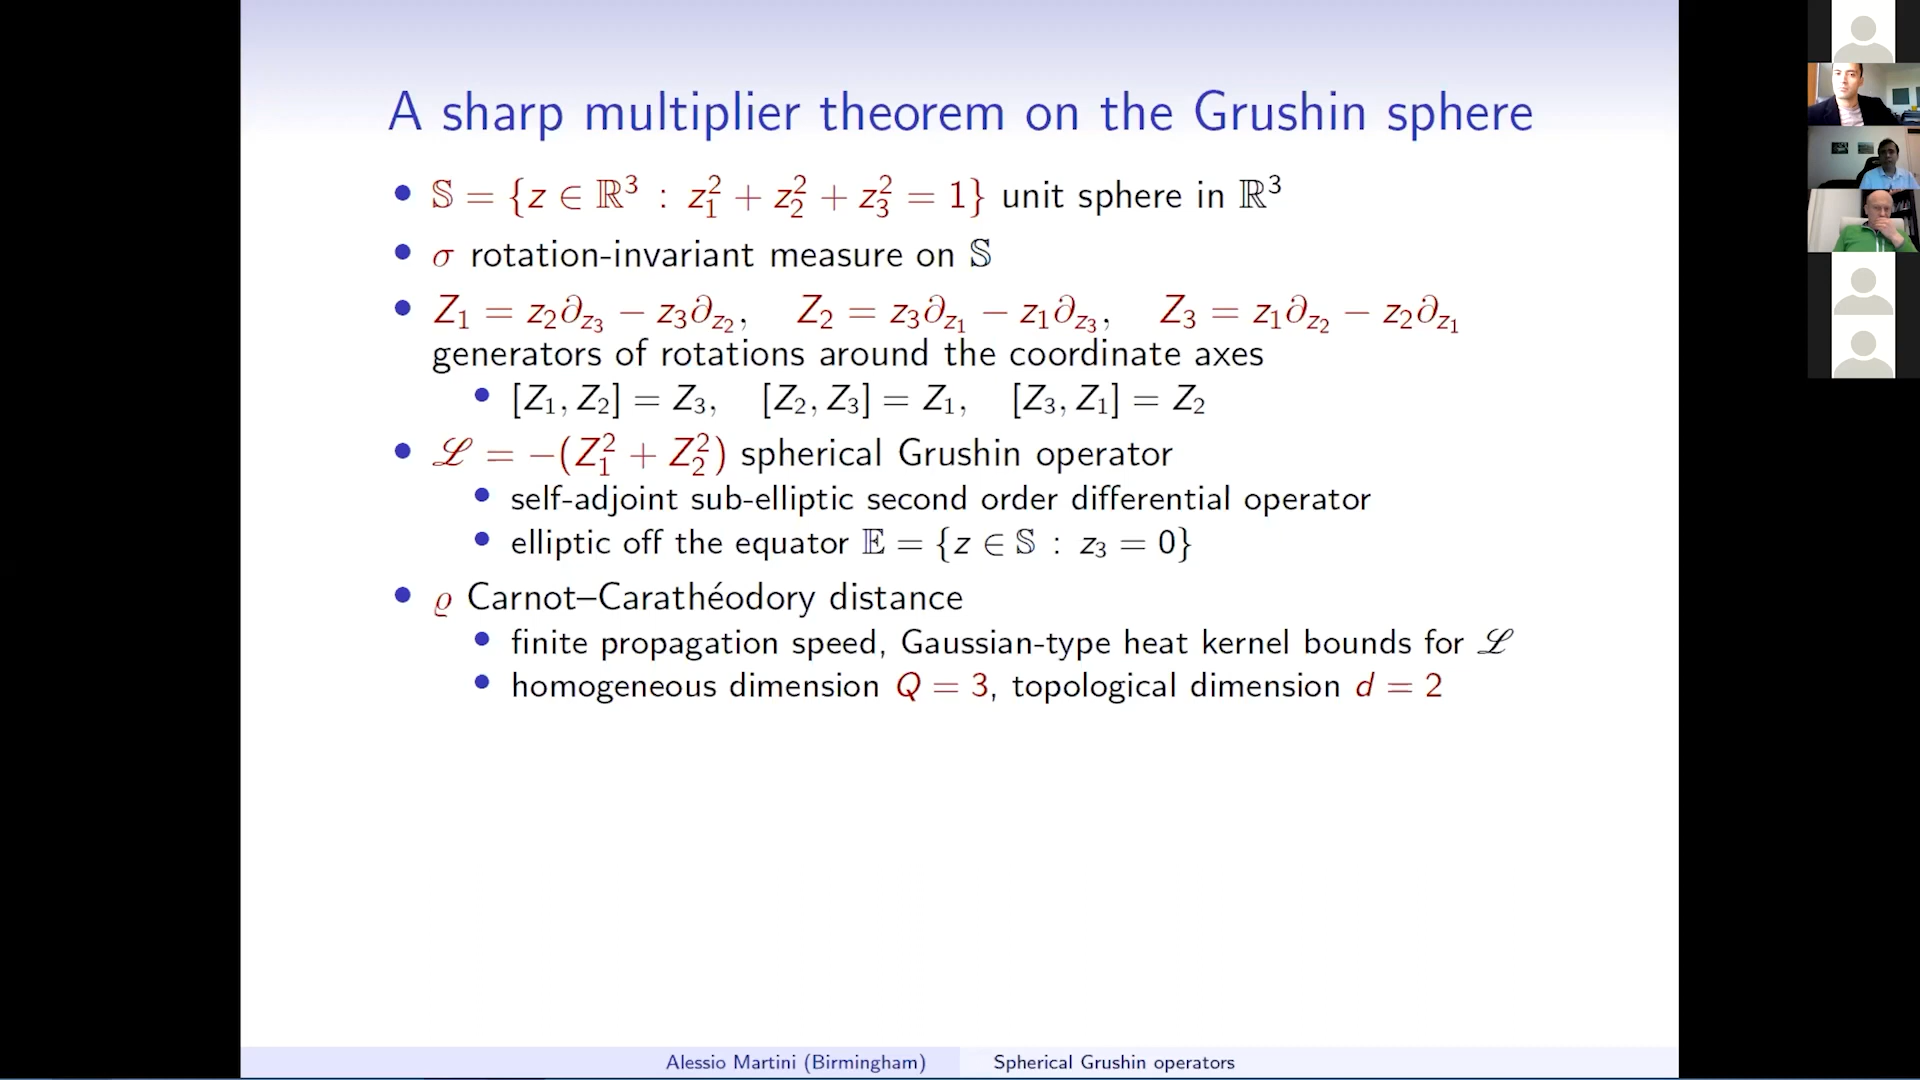 A sharp multiplier theorem on the Grushin sphere
• 𝕊 = {z ∈ ℝ³ : z₁² + z₂² + z₃² = 1} unit sphere in ℝ³
• σ rotation-invariant measure on 𝕊
• Z₁ = z₂∂_{z₃} − z₃∂_{z₂}, Z₂ = z₃∂_{z₁} − z₁∂_{z₃}, Z₃ = z₁∂_{z₂} − z₂∂_{z₁}
generators of rotations around the coordinate axes
• [Z₁, Z₂] = Z₃, [Z₂, Z₃] = Z₁, [Z₃, Z₁] = Z₂
• ℒ = −(Z₁² + Z₂²) spherical Grushin operator
• self-adjoint sub-elliptic second order differential operator
• elliptic off the equator 𝔼 = {z ∈ 𝕊 : z₃ = 0}
• ϱ Carnot–Carathéodory distance
• finite propagation speed, Gaussian-type heat kernel bounds for ℒ
• homogeneous dimension Q = 3, topological dimension d = 2
Alessio Martini (Birmingham) Spherical Grushin operators